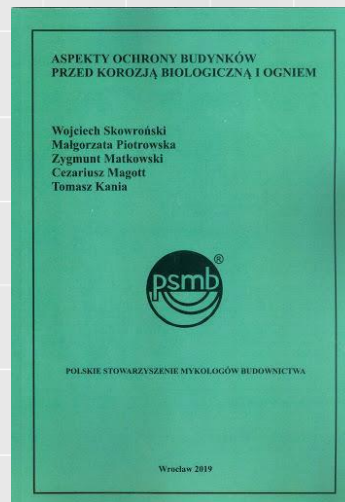 ASPEKTY OCHRONY BUDYNKÓW
PRZED KOROZJĄ BIOLOGICZNĄ I OGNIEM
Wojciech Skowroński
Małgorzata Piotrowska
Zygmunt Matkowski
Cezariusz Magott
Tomasz Kania
®
psmb
POLSKIE STOWARZYSZENIE MYKOLOGÓW BUDOWNICTWA
Wrocław 2019